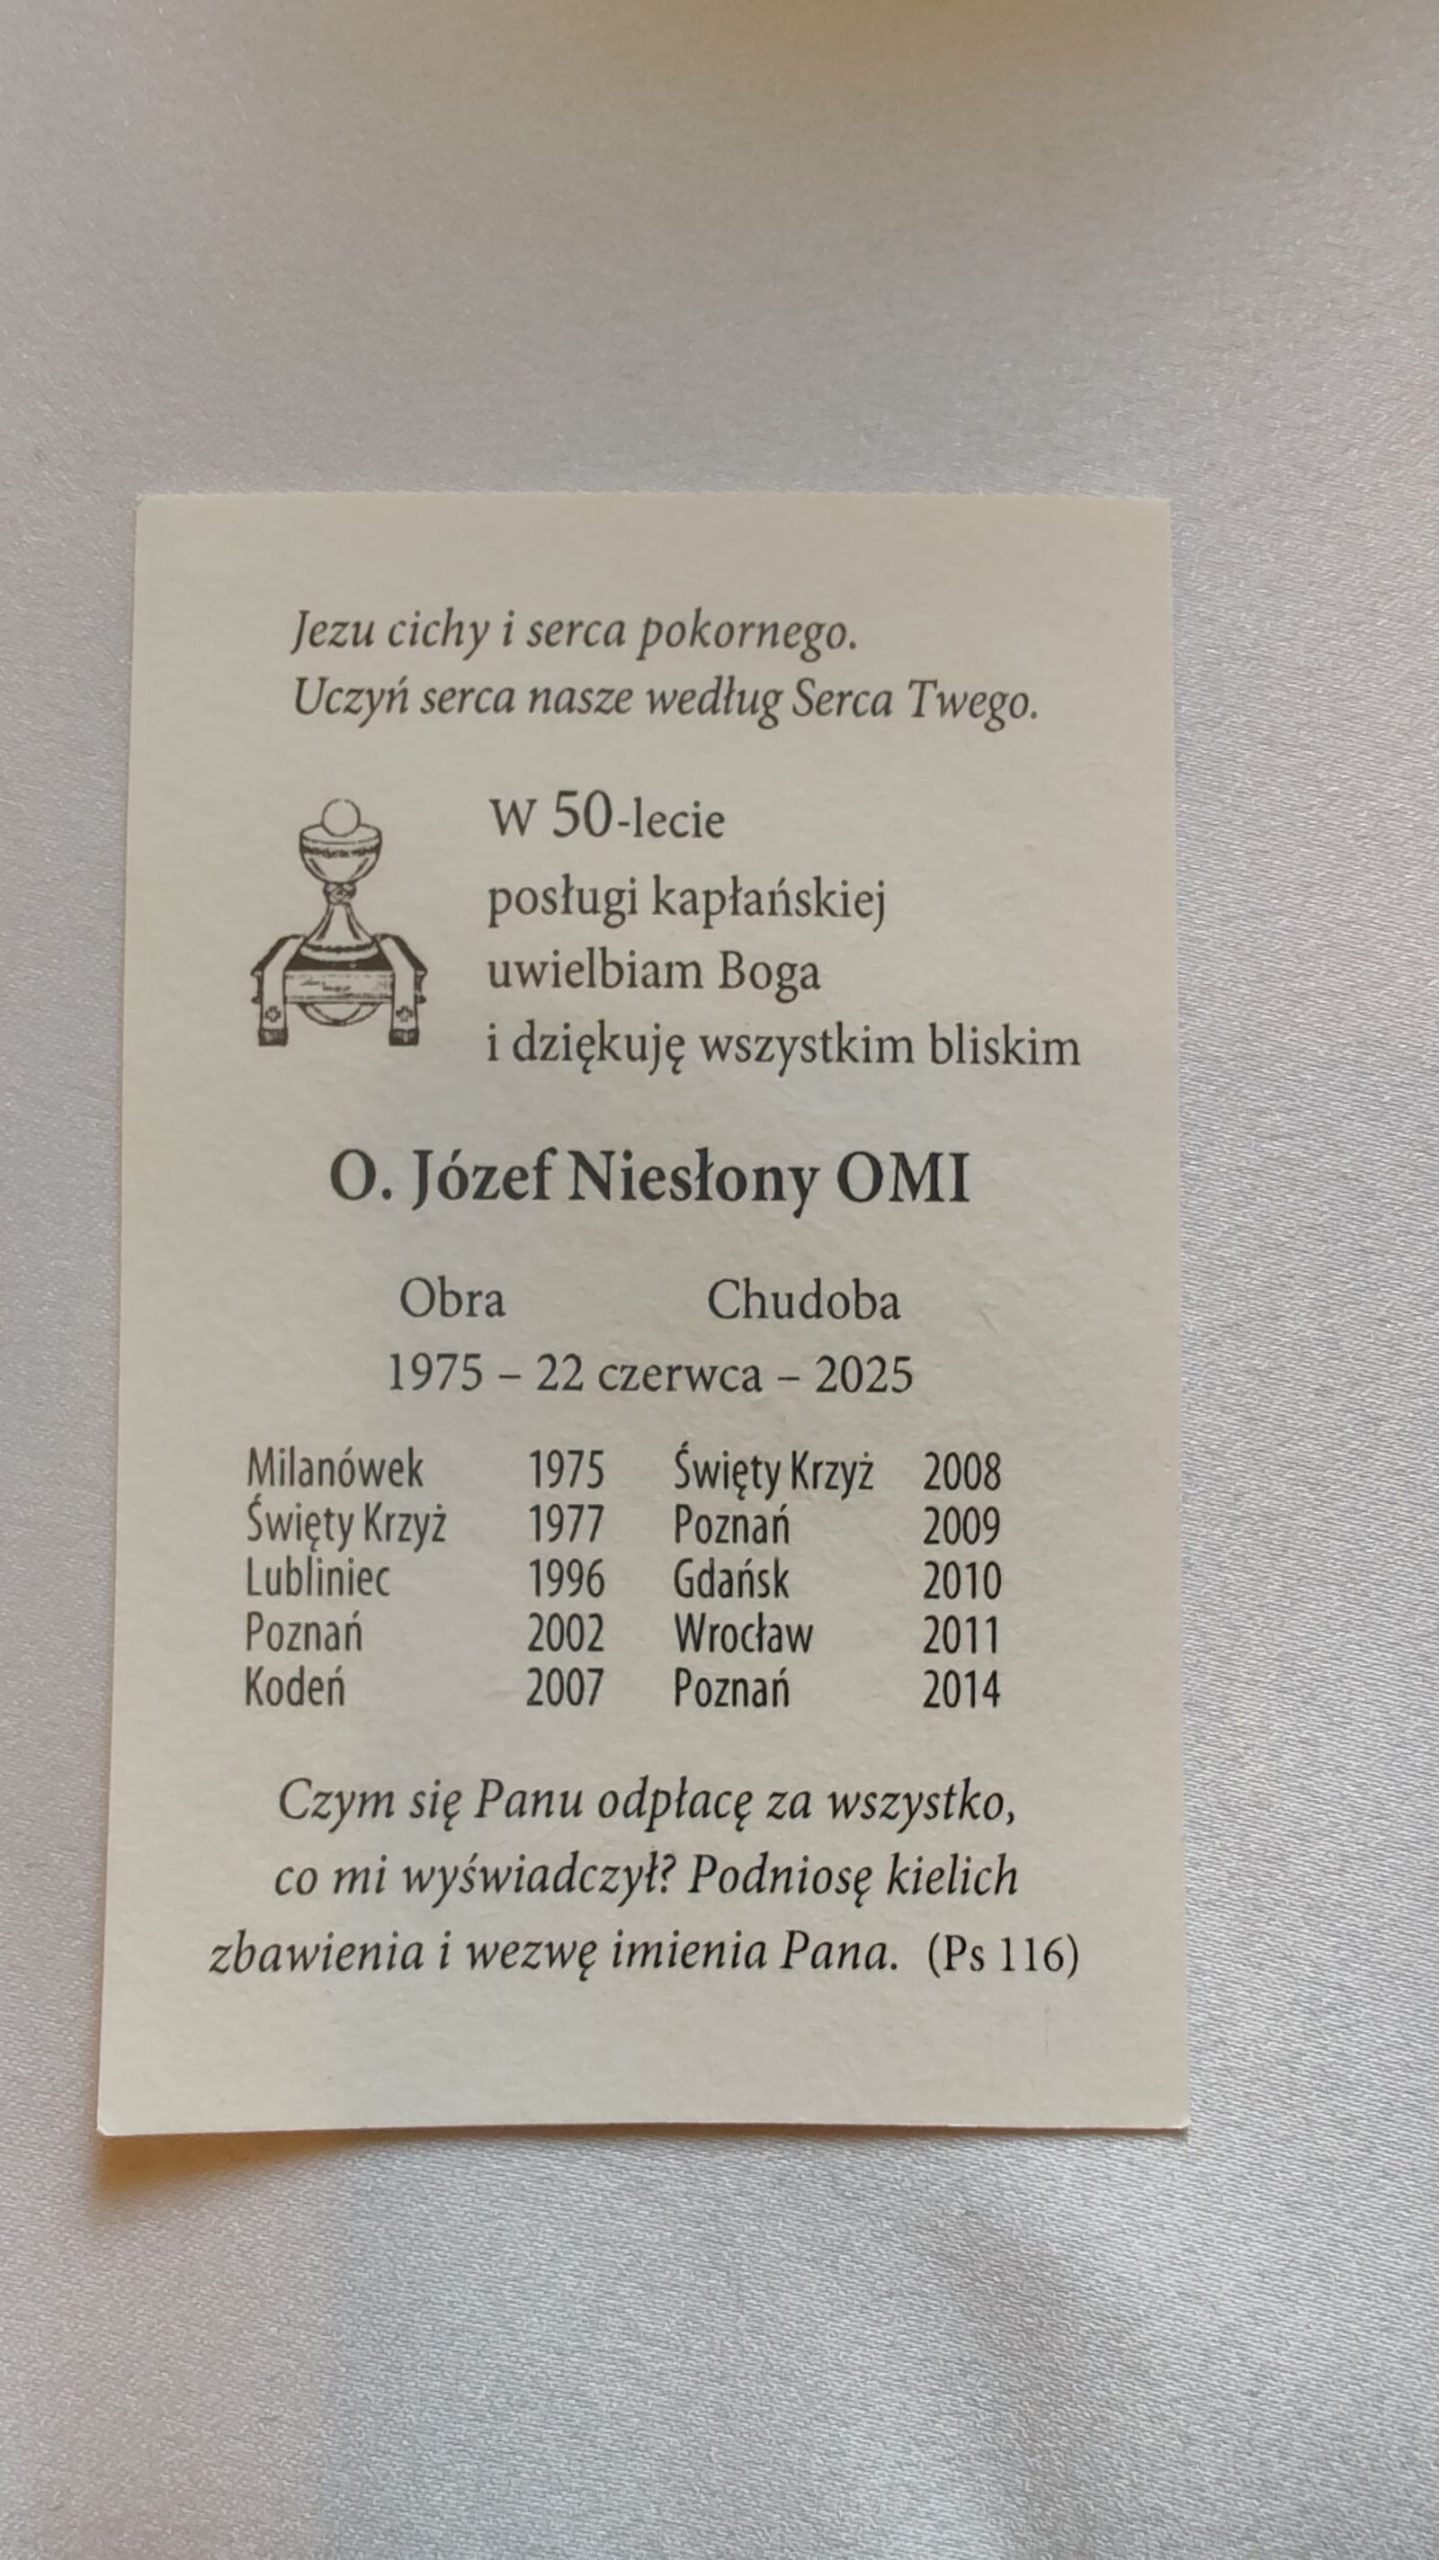 Jezu cichy i serca pokornego.
Uczyń serca nasze według Serca Twego.
W 50-lecie
posługi kapłańskiej
uwielbiam Boga
i dziękuję wszystkim bliskim
O. Józef Niesłony OMI
Obra Chudoba
1975 – 22 czerwca – 2025
Milanówek 1975 Święty Krzyż 2008
Święty Krzyż 1977 Poznań 2009
Lubliniec 1996 Gdańsk 2010
Poznań 2002 Wrocław 2011
Kodeń 2007 Poznań 2014
Czym się Panu odpłacę za wszystko,
co mi wyświadczył? Podniosę kielich
zbawienia i wezwę imienia Pana. (Ps 116)